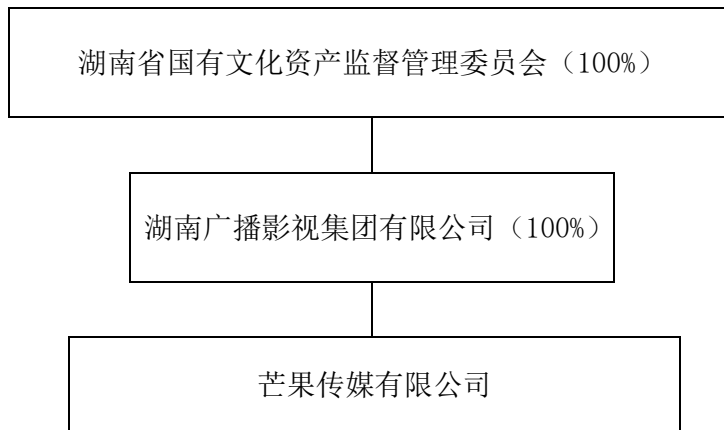 湖南省国有文化资产监督管理委员会（100%）
湖南广播影视集团有限公司（100%）
芒果传媒有限公司